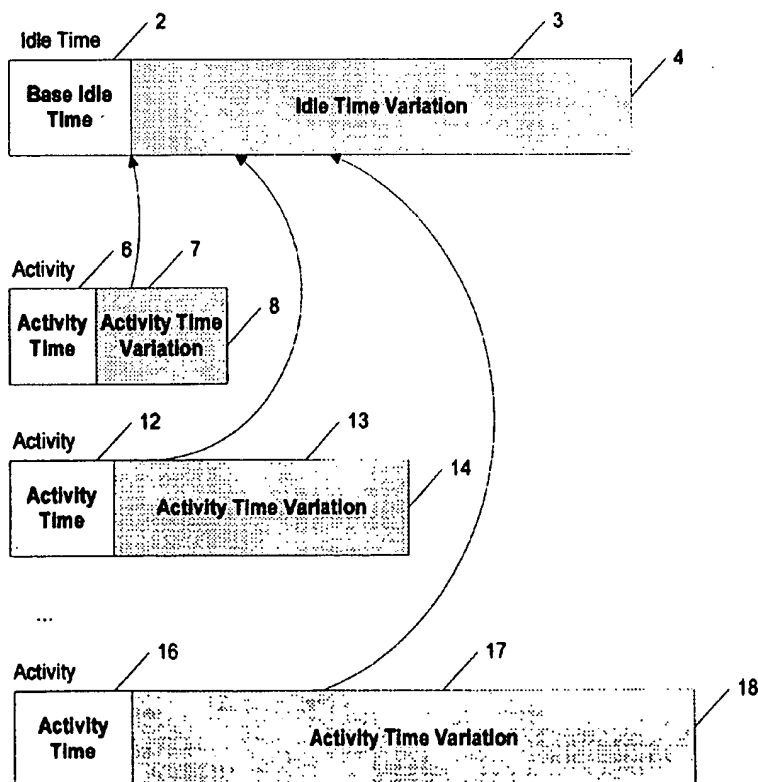 2
3
Idle Time
4
Base Idle
Time
Idle Time Variation
6
7
Activity
8
Activity
Time
Activity Time
Variation
12
13
Activity
14
Activity
Time
Activity Time Variation
...
16
17
Activity
18
Activity
Time
Activity Time Variation